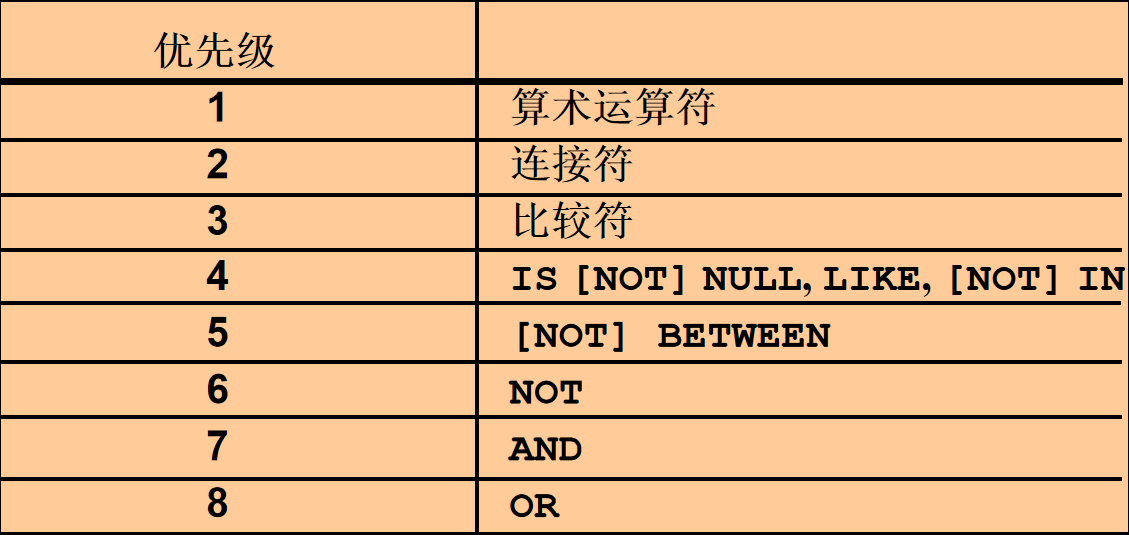 优先级
1 算术运算符
2 连接符
3 比较符
4 IS [NOT] NULL, LIKE, [NOT] IN
5 [NOT] BETWEEN
6 NOT
7 AND
8 OR